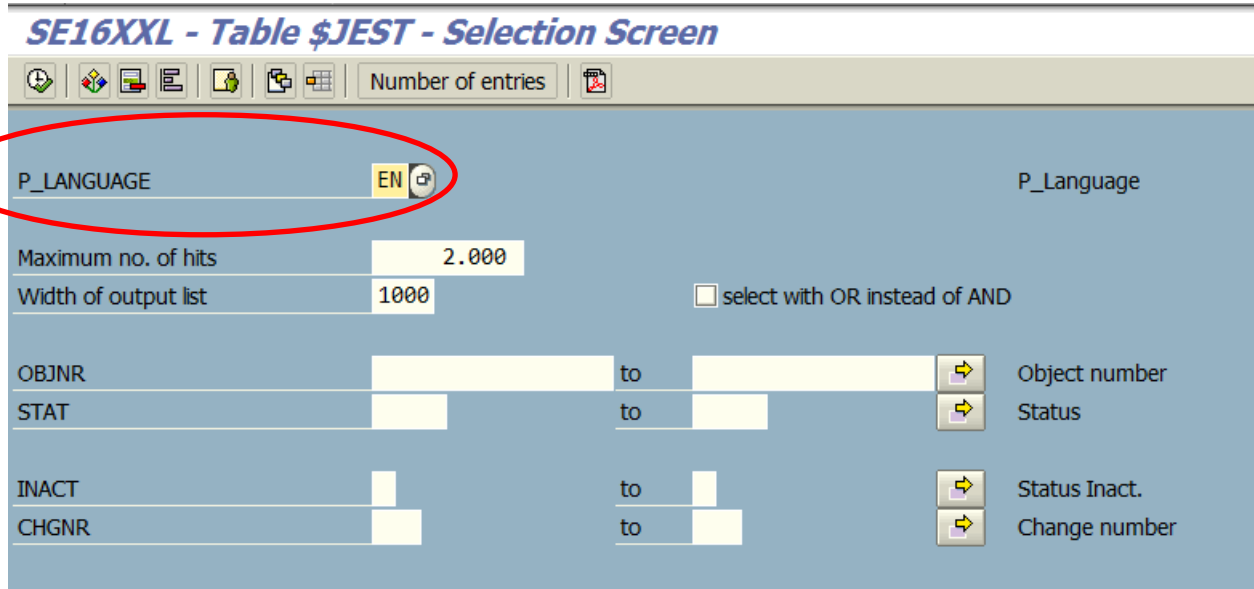 SE16XXL - Table $JEST - Selection Screen
Number of entries
P_LANGUAGE EN P_Language
Maximum no. of hits 2.000
Width of output list 1000 select with OR instead of AND
OBJNR to Object number
STAT to Status
INACT to Status Inact.
CHGNR to Change number